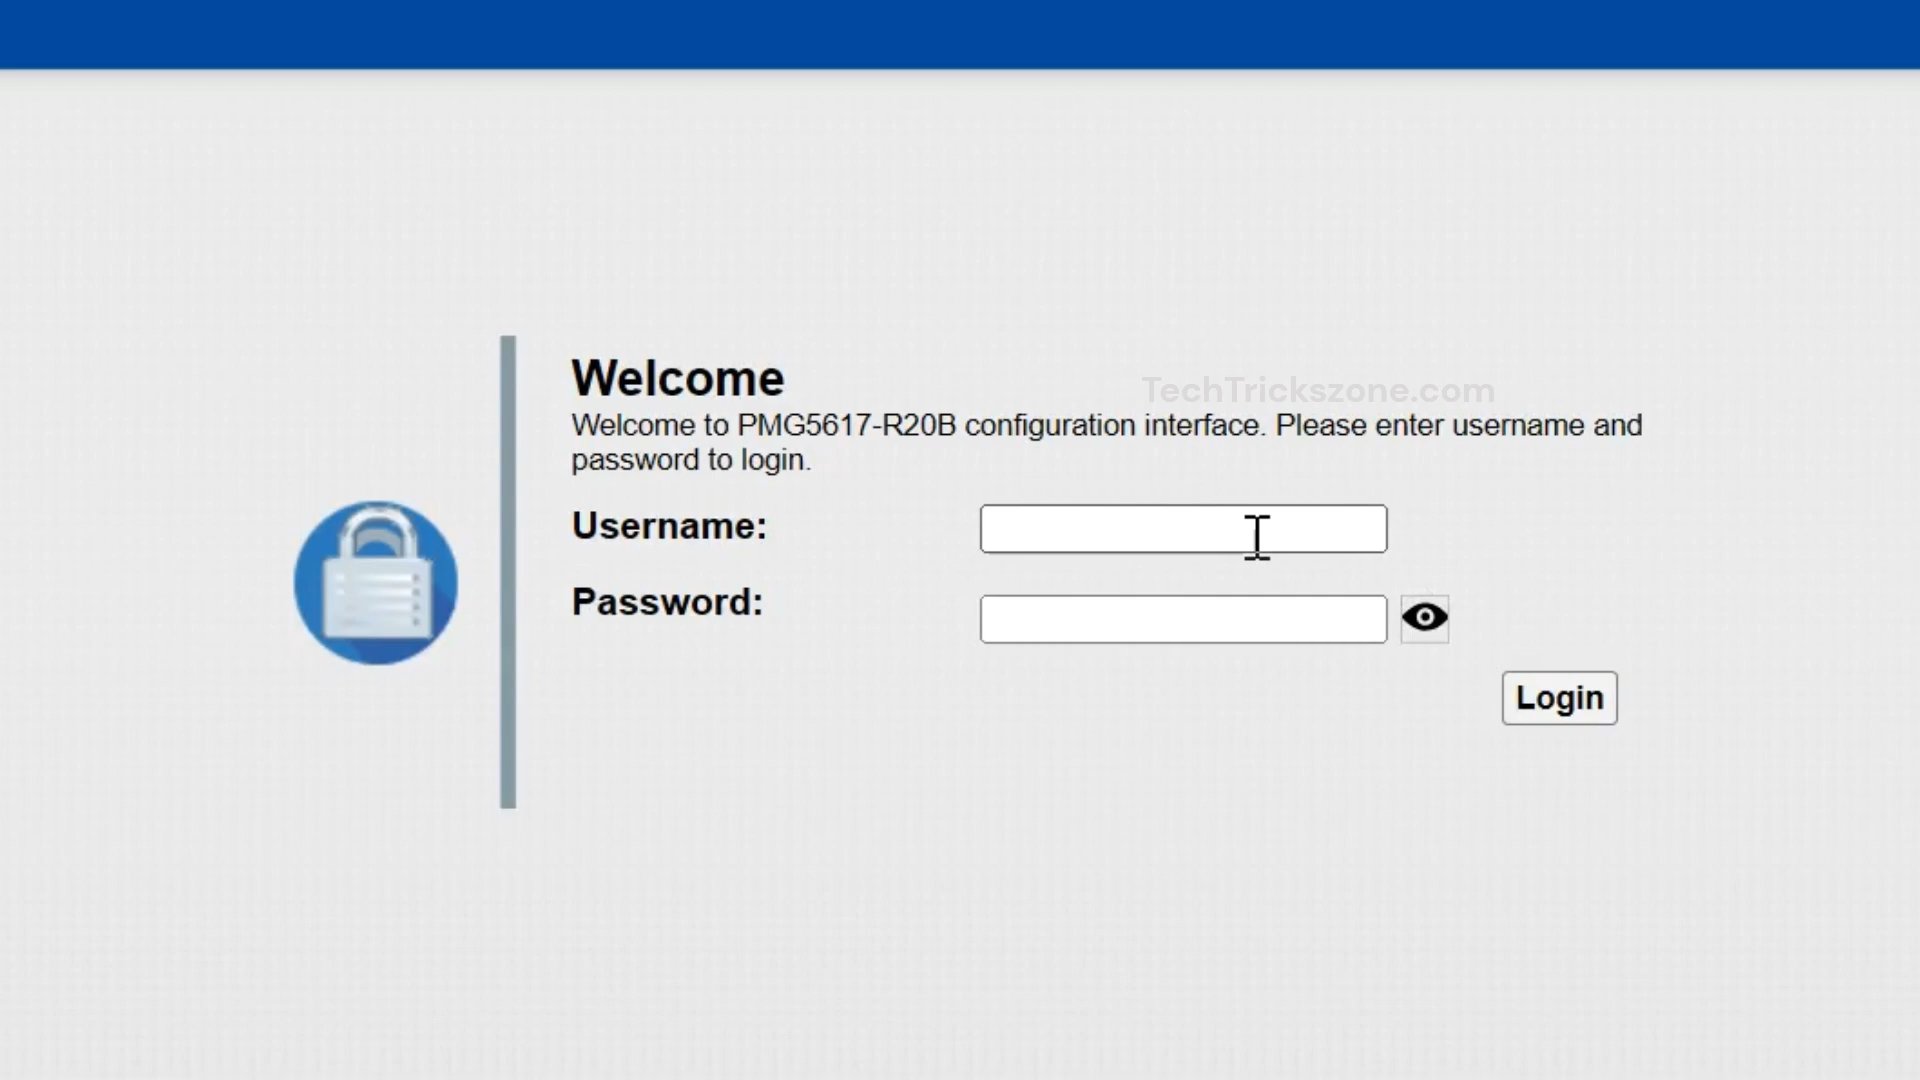 Welcome
TechTrickszone.com
Welcome to PMG5617-R20B configuration interface. Please enter username and
password to login.
Username:
Password:
Login